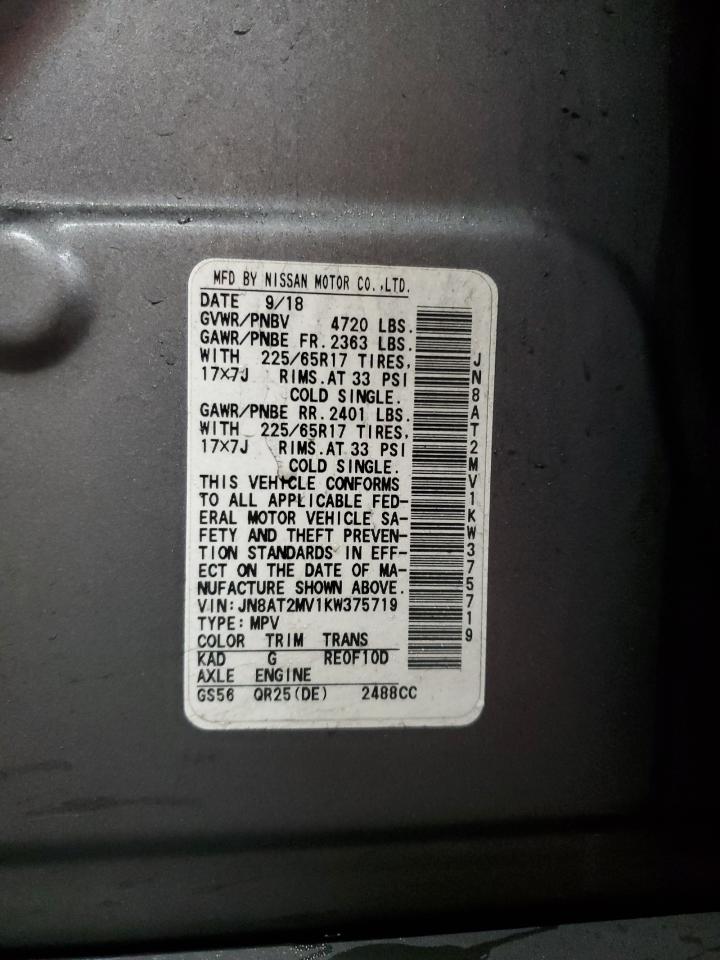 MFD BY NISSAN MOTOR CO.,LTD.
DATE 9/18
GVWR/PNBV 4720 LBS.
GAWR/PNBE FR. 2363 LBS.
WITH 225/65R17 TIRES,
17×7J RIMS.AT 33 PSI
COLD SINGLE.
GAWR/PNBE RR. 2401 LBS.
WITH 225/65R17 TIRES,
17×7J RIMS.AT 33 PSI
COLD SINGLE.
THIS VEHICLE CONFORMS
TO ALL APPLICABLE FED-
ERAL MOTOR VEHICLE SA-
FETY AND THEFT PREVEN-
TION STANDARDS IN EFF-
ECT ON THE DATE OF MA-
NUFACTURE SHOWN ABOVE.
VIN:JN8AT2MV1KW375719
TYPE:MPV
COLOR TRIM TRANS
KAD G RE0F10D
AXLE ENGINE
GS56 QR25(DE) 2488CC
JN8AT2MV1KW375719